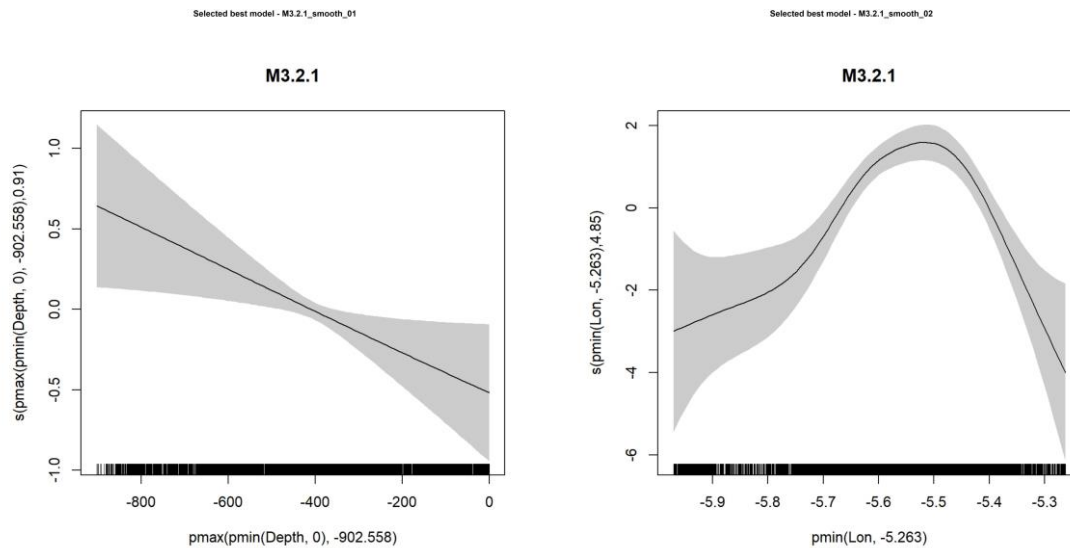 Selected best model - M3.2.1_smooth_01
M3.2.1
s(pmax(pmin(Depth, 0), -902.558),0.91)
1.0
0.5
0.0
-0.5
-1.0
-800
-600
-400
-200
0
pmax(pmin(Depth, 0), -902.558)
Selected best model - M3.2.1_smooth_02
M3.2.1
s(pmin(Lon, -5.263),4.85)
2
0
-2
-4
-6
-5.9
-5.8
-5.7
-5.6
-5.5
-5.4
-5.3
pmin(Lon, -5.263)